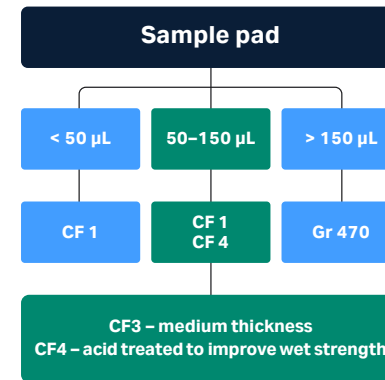 Sample pad
< 50 µL
50–150 µL
> 150 µL
CF 1
CF 1
CF 4
Gr 470
CF3 – medium thickness
CF4 – acid treated to improve wet strength